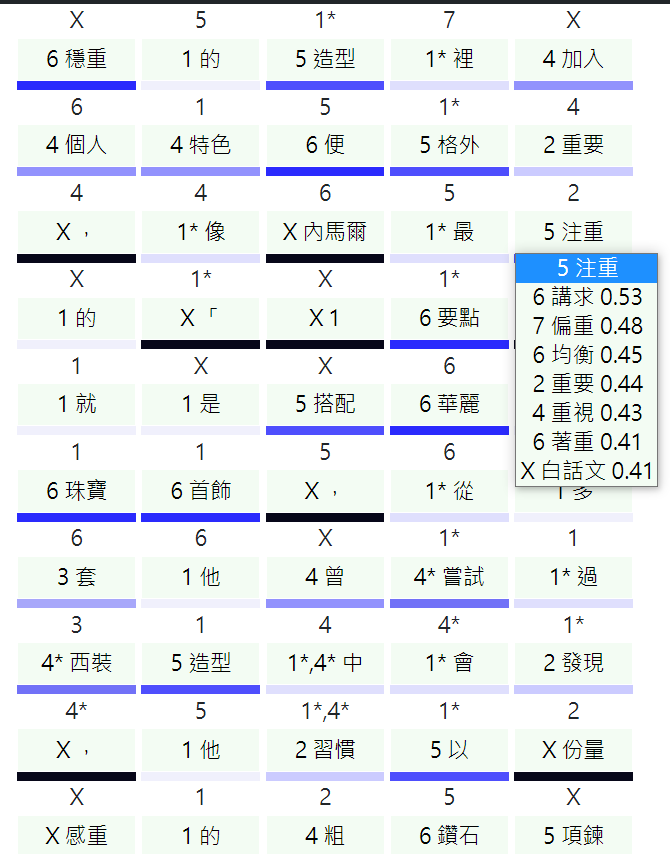 X 5 1* 7 X
6 穩重 1 的 5 造型 1* 裡 4 加入
6 1 5 1* 4
4 個人 4 特色 6 便 5 格外 2 重要
4 4 6 5 2
X , 1* 像 X 內馬爾 1* 最 5 注重
X 1* X 1*
1 的 X「 X 1 6 要點
1 X X 6
1 就 1 是 5 搭配 6 華麗
5 注重
6 講求 0.53
7 偏重 0.48
6 均衡 0.45
2 重要 0.44
4 重視 0.43
6 著重 0.41
X 白話文 0.41
1 1 5 6
6 珠寶 6 首飾 X , 1* 從 1 多
6 6 X 1* 1
3 套 1 他 4 曾 4* 嘗試 1* 過
3 1 4 4* 1*
4* 西裝 5 造型 1*,4* 中 1* 會 2 發現
4* 5 1*,4* 1* 2
X , 1 他 2 習慣 5 以 X 份量
X 1 2 5 X
X 感重 1 的 4 粗 6 鑽石 5 項鍊